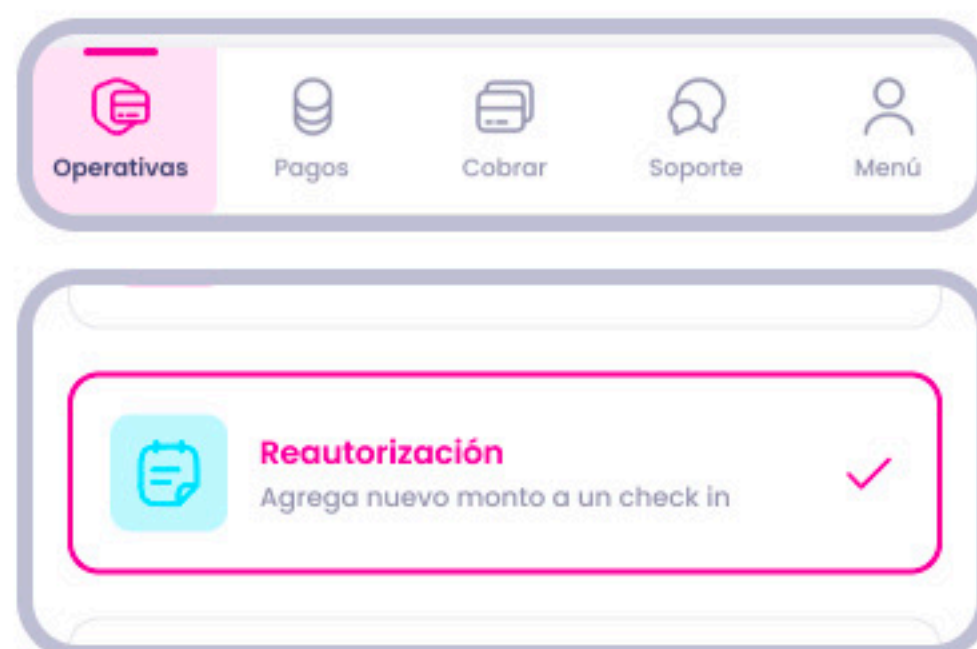 Operativas
Pagos
Cobrar
Soporte
Menú
Reautorización
Agrega nuevo monto a un check in